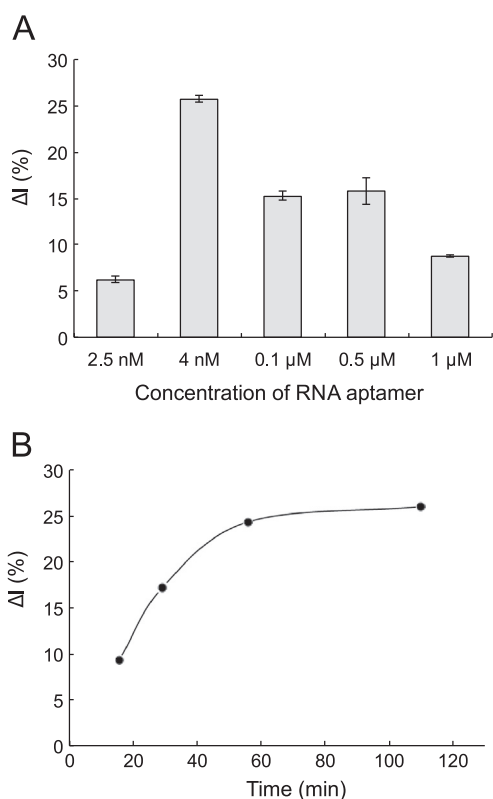 A
30
25
20
15
10
5
0
ΔI (%)
2.5 nM 4 nM 0.1 µM 0.5 µM 1 µM
Concentration of RNA aptamer
B
30
25
20
15
10
5
0
ΔI (%)
0 20 40 60 80 100 120
Time (min)